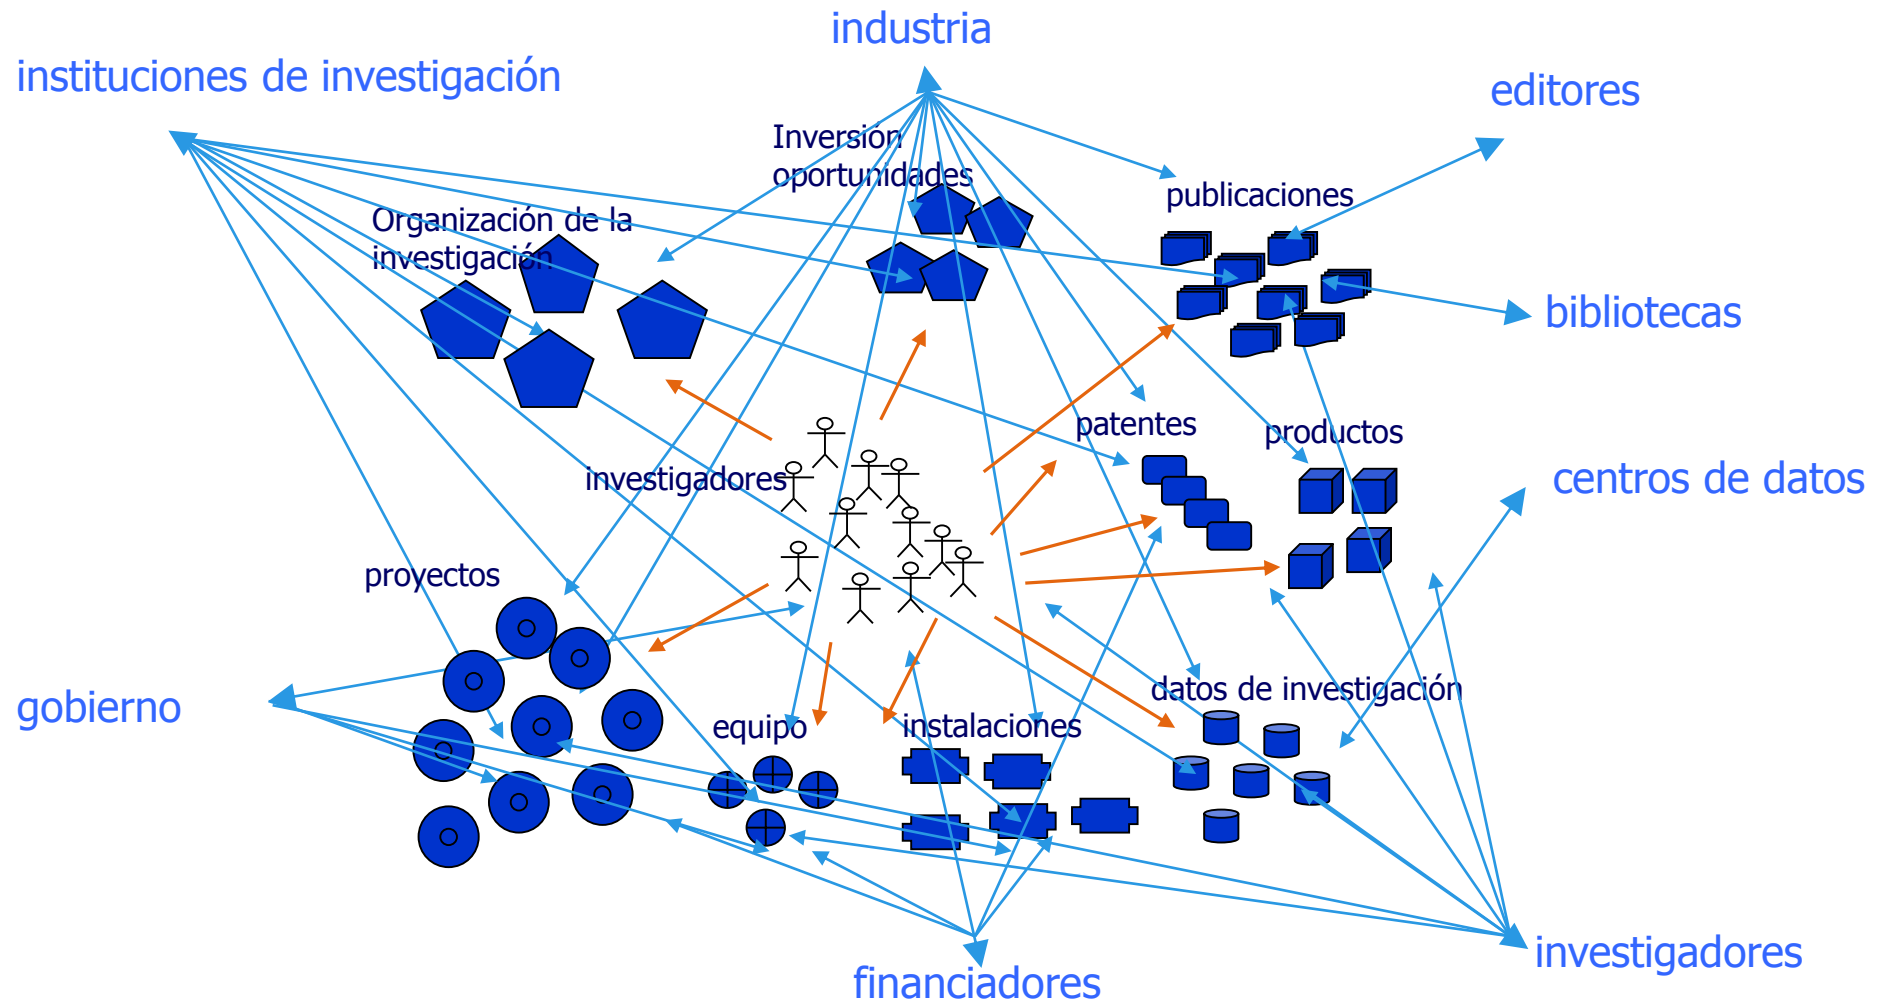 industria
instituciones de investigación
editores
Inversión
oportunidades
publicaciones
Organización de la
investigación
bibliotecas
patentes
productos
investigadores
centros de datos
proyectos
gobierno
datos de investigación
equipo
instalaciones
investigadores
financiadores